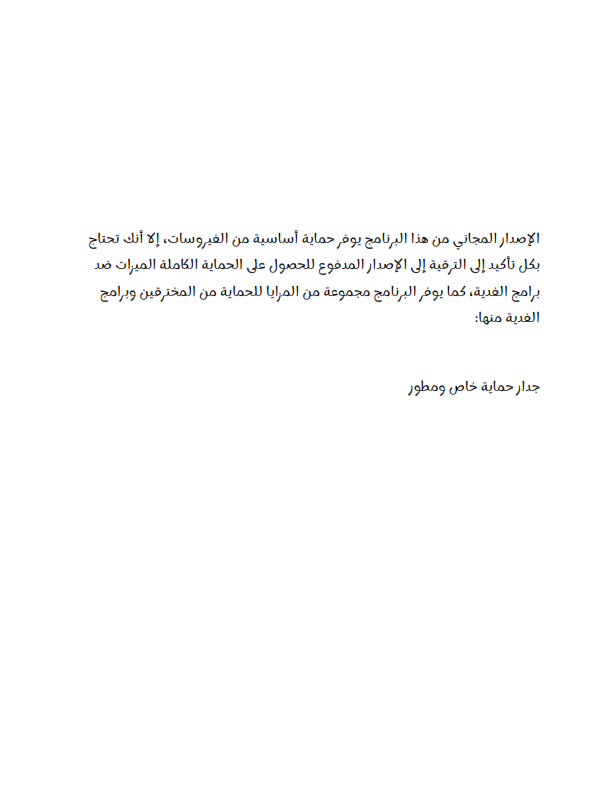 الإصدار المجاني من هذا البرنامج يوفر حماية أساسية من الفيروسات، إلا أنك تحتاج
بكل تأكيد إلى الترقية إلى الإصدار المدفوع للحصول على الحماية الكاملة الميزات ضد
برامج الفدية، كما يوفر البرنامج مجموعة من المزايا للحماية من المخترقين وبرامج
الفدية منها:
جدار حماية خاص ومطور